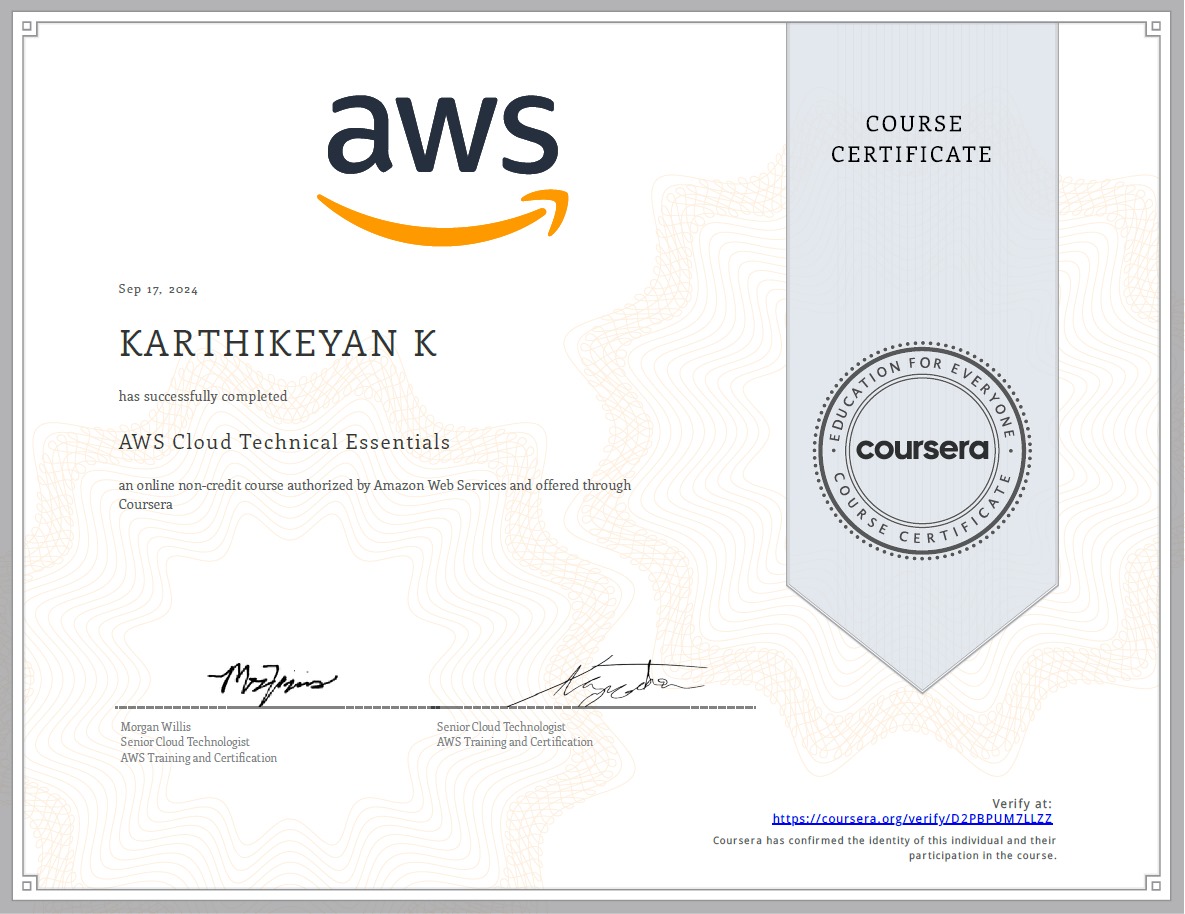 aws
COURSE
CERTIFICATE
Sep 17, 2024
KARTHIKEYAN K
has successfully completed
AWS Cloud Technical Essentials
an online non-credit course authorized by Amazon Web Services and offered through
Coursera
EDUCATION FOR EVERYONE
coursera
COURSE CERTIFICATE
Morgan Willis
Senior Cloud Technologist
AWS Training and Certification
Senior Cloud Technologist
AWS Training and Certification
Verify at:
https://coursera.org/verify/D2PBPUM7LLZZ
Coursera has confirmed the identity of this individual and their
participation in the course.